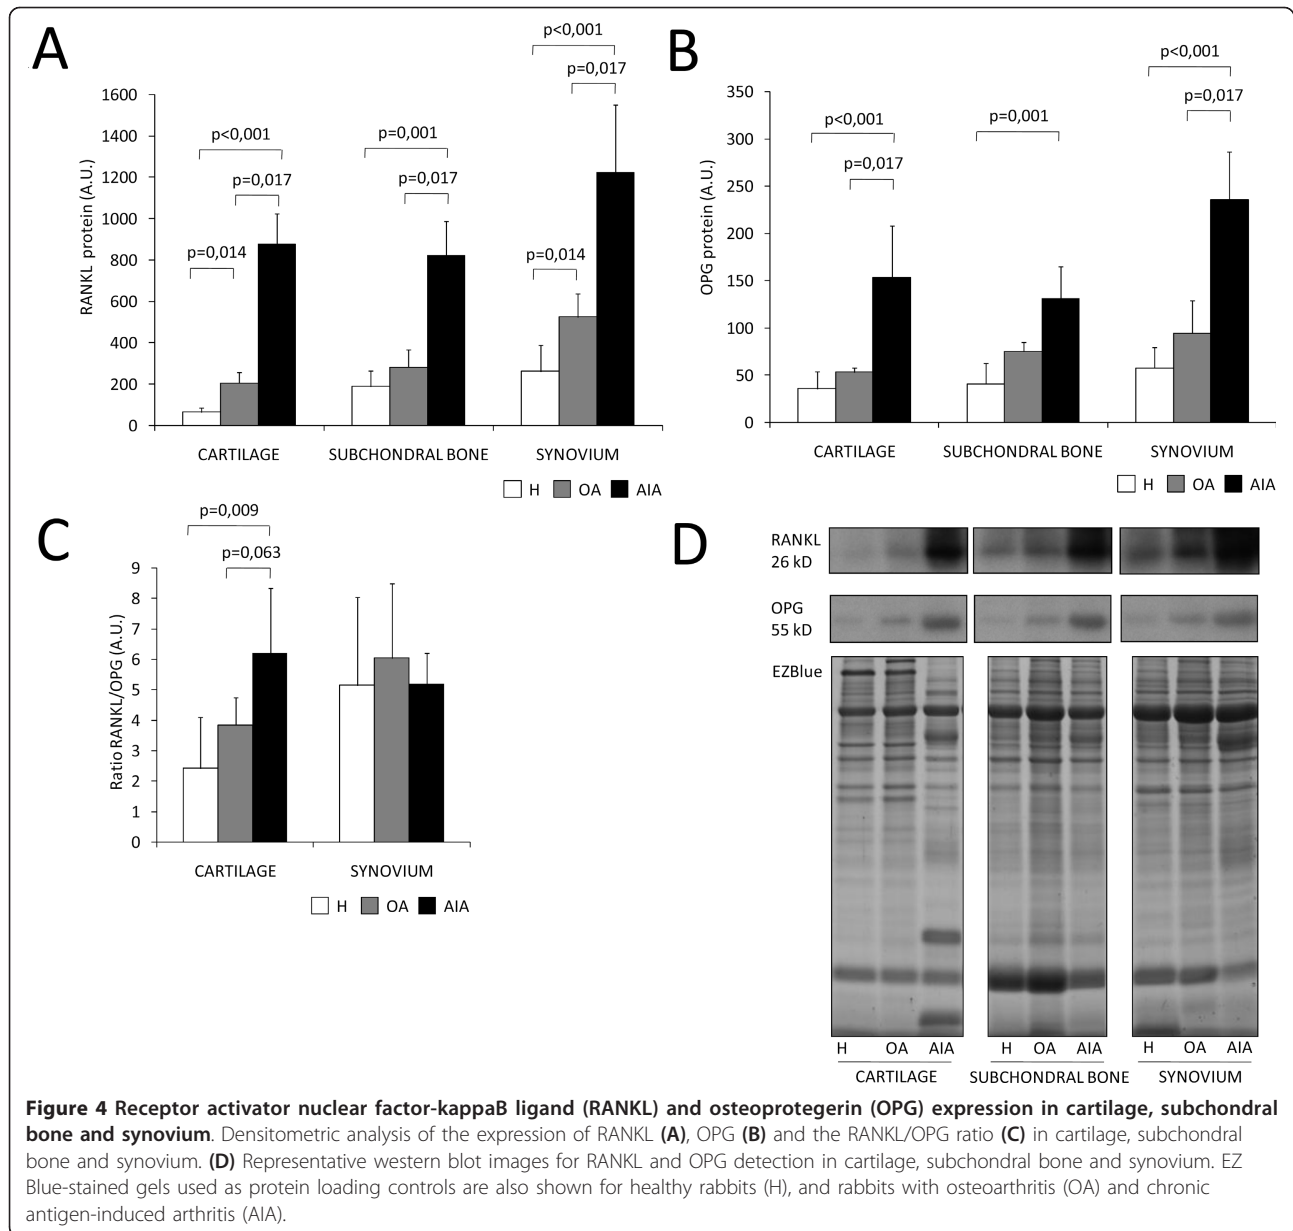 A
p<0,001
p=0,017
p<0,001
p=0,001
p=0,017
p=0,017
p=0,014
p=0,014
RANKL protein (A.U.)
1600
1400
1200
1000
800
600
400
200
0
CARTILAGE SUBCHONDRAL BONE SYNOVIUM
H OA AIA
B
p<0,001
p=0,017
p<0,001
p=0,001
p=0,017
OPG protein (A.U.)
350
300
250
200
150
100
50
0
CARTILAGE SUBCHONDRAL BONE SYNOVIUM
H OA AIA
C
p=0,009
p=0,063
Ratio RANKL/OPG (A.U.)
9
8
7
6
5
4
3
2
1
0
CARTILAGE SYNOVIUM
H OA AIA
D
RANKL
26 kD
OPG
55 kD
EZBlue
H OA AIA H OA AIA H OA AIA
CARTILAGE SUBCHONDRAL BONE SYNOVIUM
Figure 4 Receptor activator nuclear factor-kappaB ligand (RANKL) and osteoprotegerin (OPG) expression in cartilage, subchondral
bone and synovium. Densitometric analysis of the expression of RANKL (A), OPG (B) and the RANKL/OPG ratio (C) in cartilage, subchondral
bone and synovium. (D) Representative western blot images for RANKL and OPG detection in cartilage, subchondral bone and synovium. EZ
Blue-stained gels used as protein loading controls are also shown for healthy rabbits (H), and rabbits with osteoarthritis (OA) and chronic
antigen-induced arthritis (AIA).